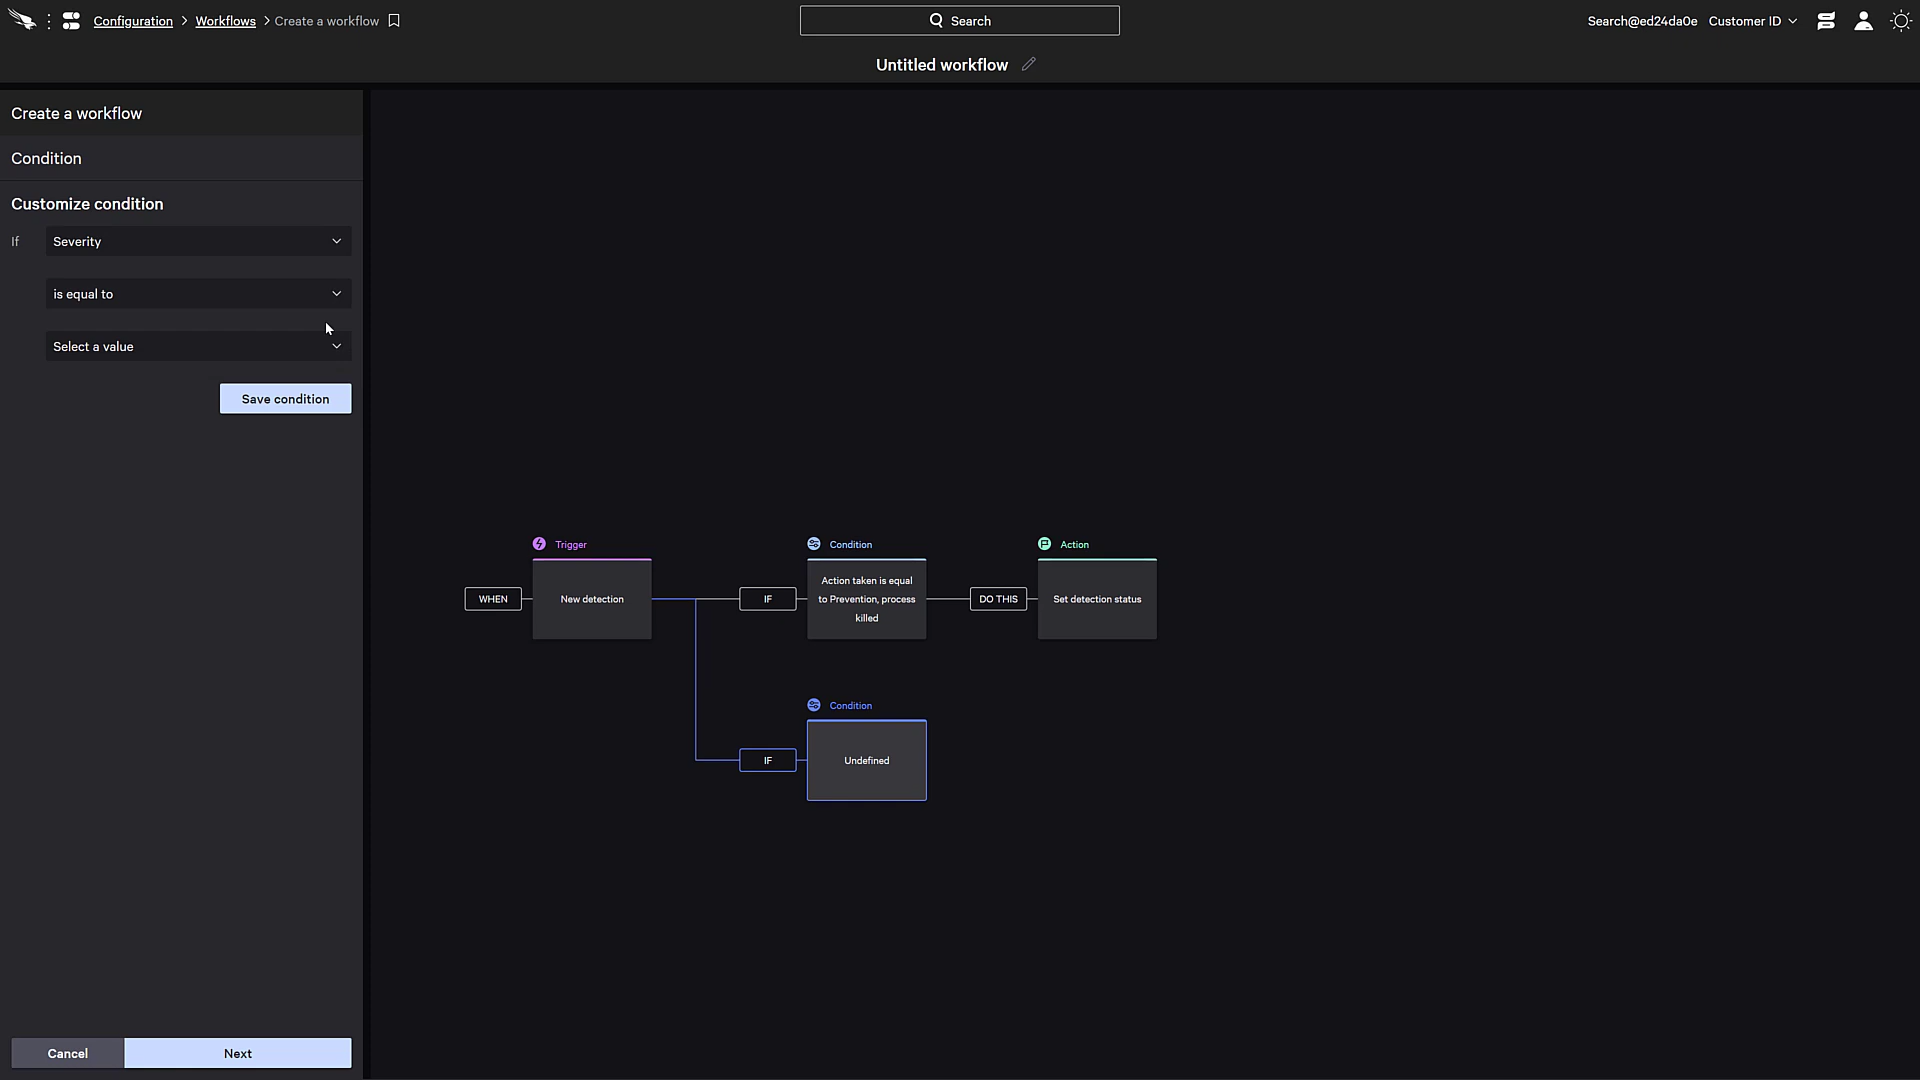 Configuration > Workflows > Create a workflow
Search
Search@ed24da0e Customer ID
Untitled workflow
Create a workflow
Condition
Customize condition
If Severity
is equal to
Select a value
Save condition
Trigger
Condition
Action
WHEN
New detection
IF
Action taken is equal
to Prevention, process
killed
DO THIS
Set detection status
Condition
IF
Undefined
Cancel
Next